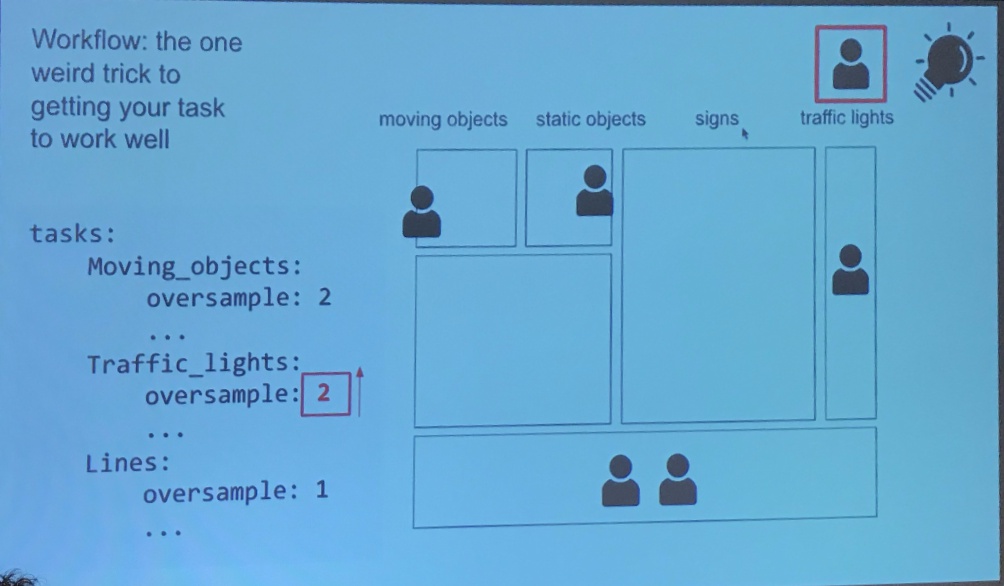 Workflow: the one
weird trick to
getting your task
to work well
moving objects
static objects
signs
traffic lights
tasks:
Moving_objects:
oversample: 2
...
Traffic_lights:
oversample: 2
...
Lines:
oversample: 1
...